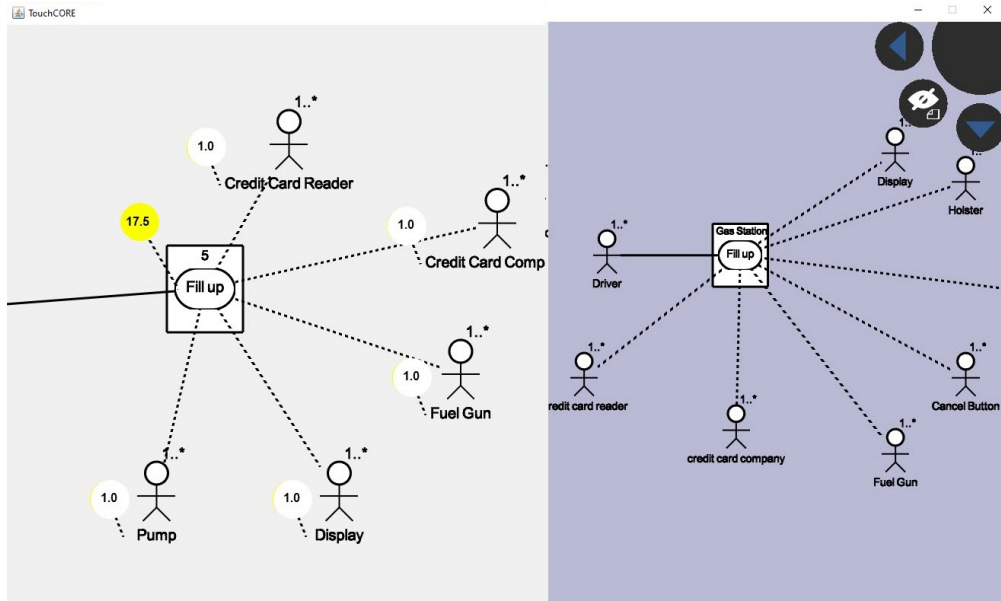 TouchCORE
1..*
1.0
Credit Card Reader
17.5
1..*
1.0
Credit Card Comp
5
Fill up
1..*
1.0
Fuel Gun
1..*
1.0
Pump
1..*
1.0
Display
1..
Display
1..*
Holster
1..*
Driver
Gas Station
Fill up
1..*
redit card reader
1..*
credit card company
1..*
Fuel Gun
1..*
Cancel Button